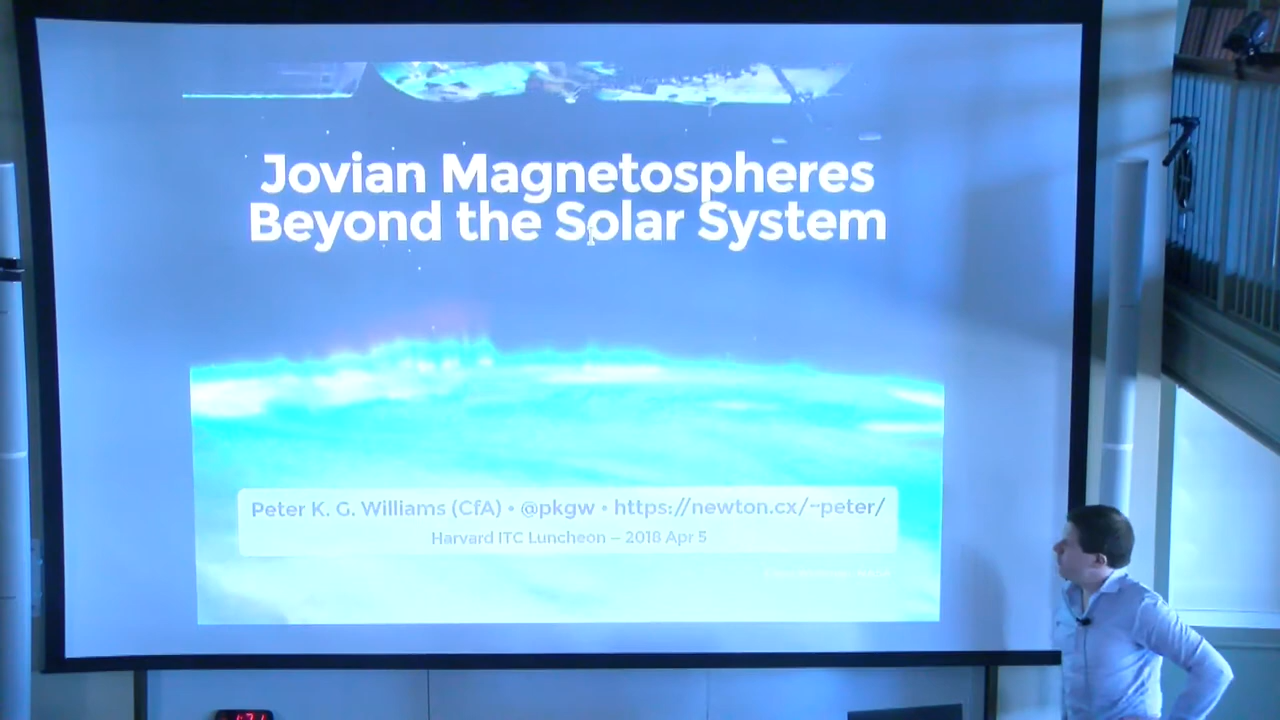 Jovian Magnetospheres
Beyond the Solar System
Peter K. G. Williams (CfA) • @pkgw • https://newton.cx/~peter/
Harvard ITC Luncheon — 2018 Apr 5